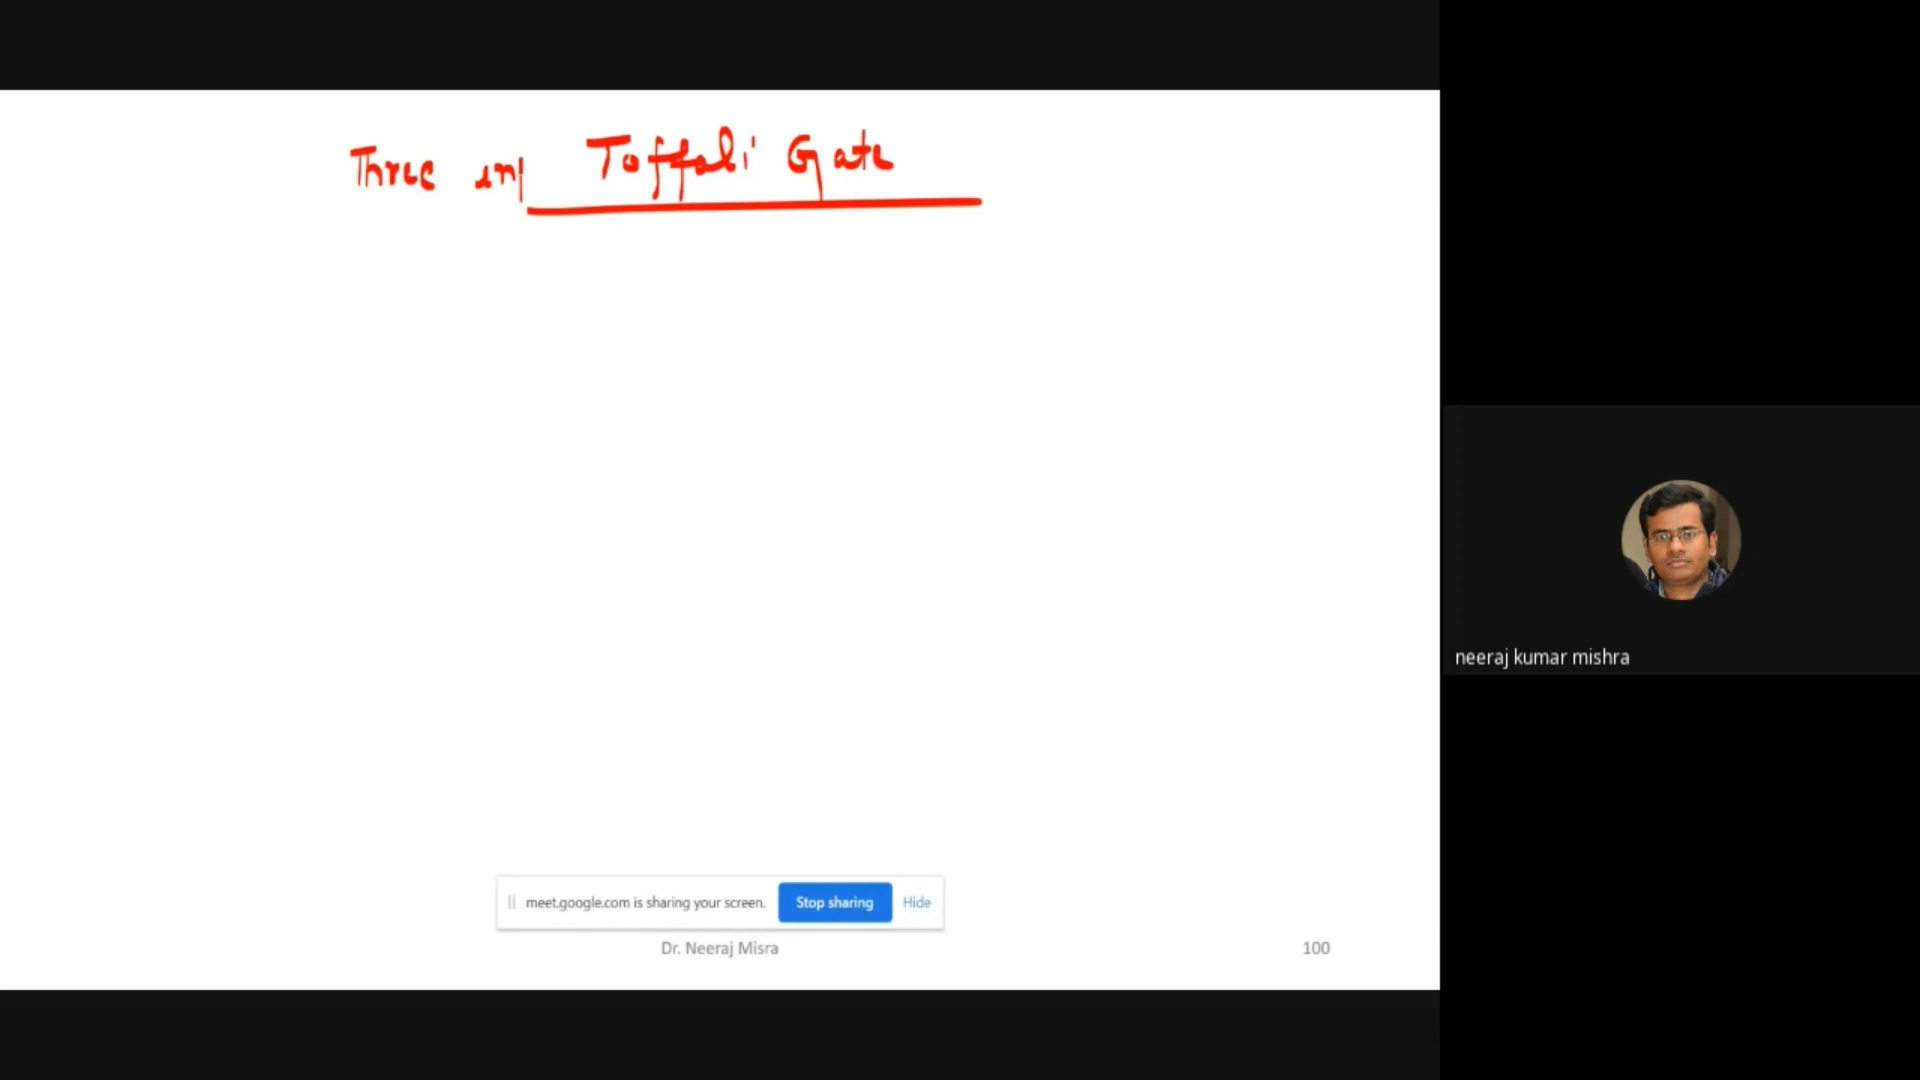 Three inp Toffoli Gate
meet.google.com is sharing your screen. Stop sharing Hide
Dr. Neeraj Misra 100
neeraj kumar mishra